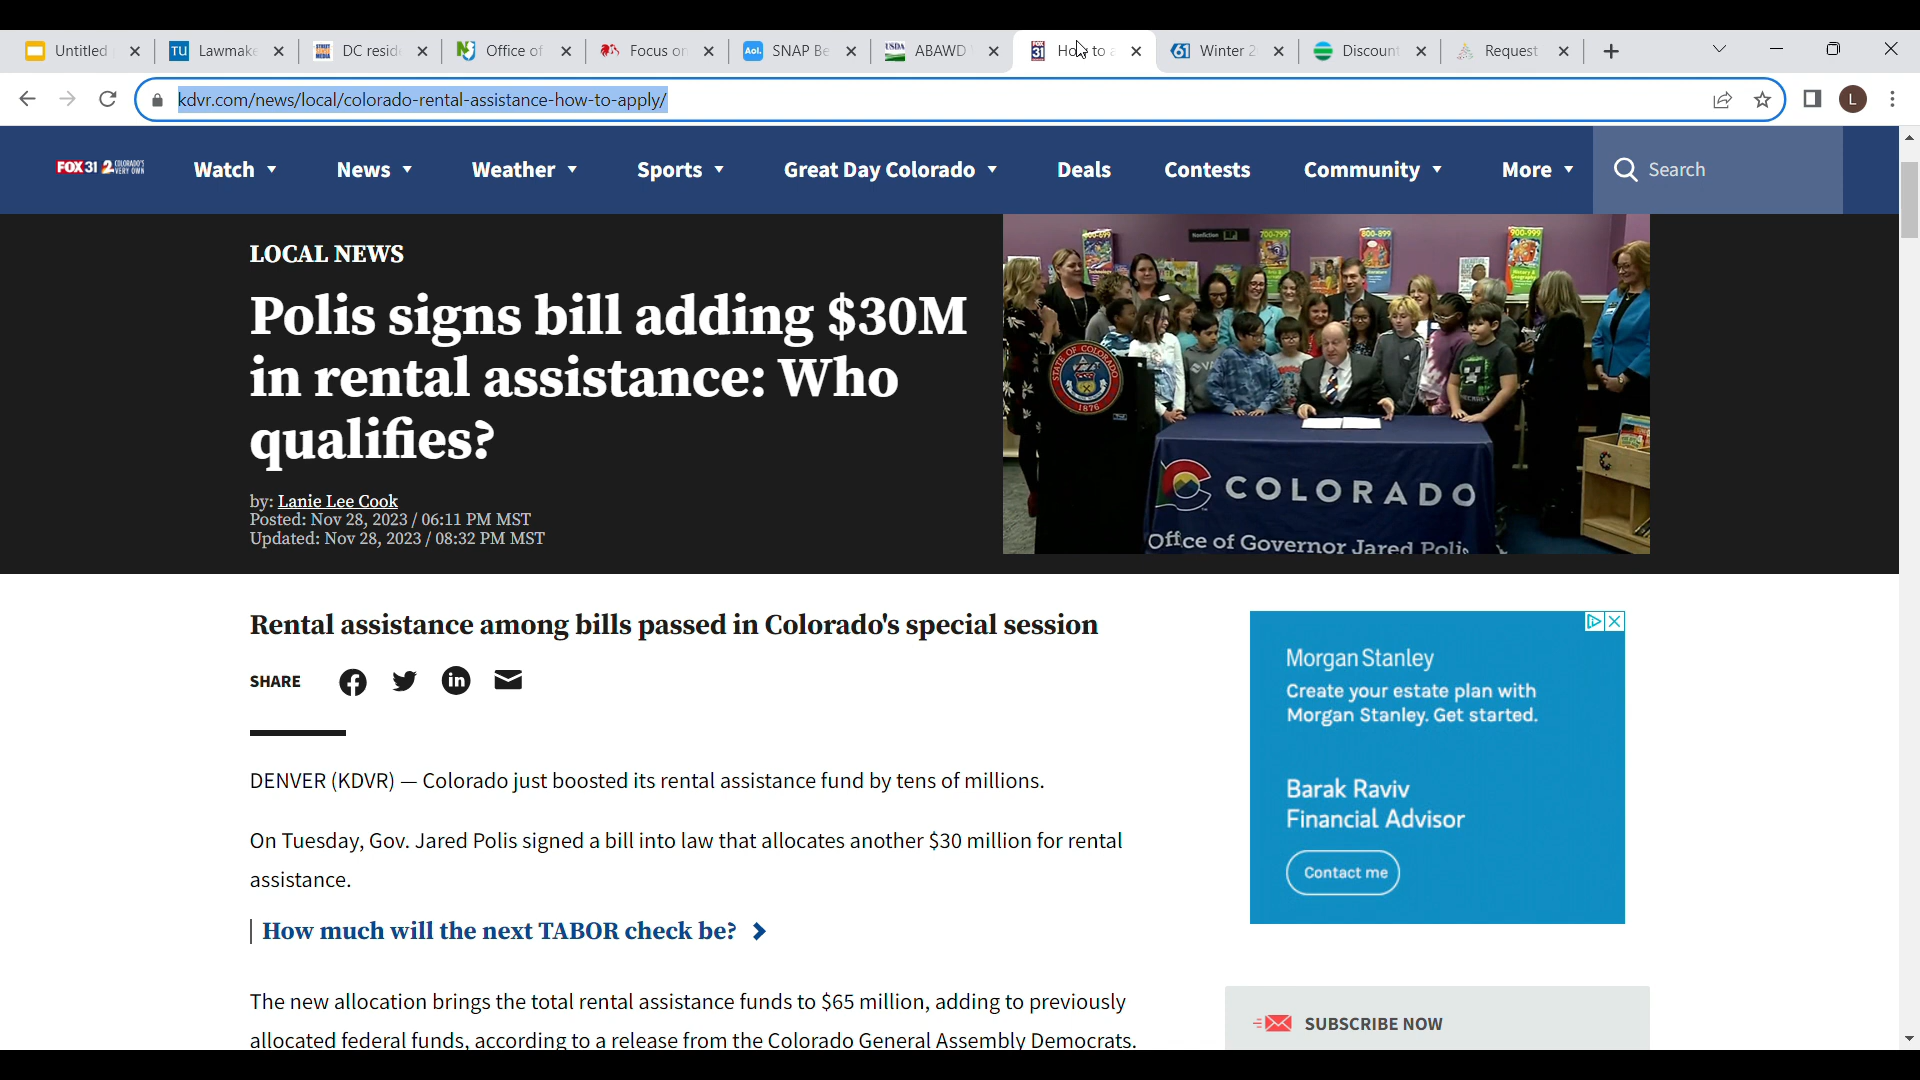 Untitled
Lawmake
DC resid
Office of
Focus on
SNAP Be
ABAWD
How to a
Winter 2
Discount
Request
kdvr.com/news/local/colorado-rental-assistance-how-to-apply/
L
FOX 31 2 COLORADO'S VERY OWN
Watch
News
Weather
Sports
Great Day Colorado
Deals
Contests
Community
More
Search
LOCAL NEWS
Polis signs bill adding $30M
in rental assistance: Who
qualifies?
by: Lanie Lee Cook
Posted: Nov 28, 2023 / 06:11 PM MST
Updated: Nov 28, 2023 / 08:32 PM MST
Nonfiction
700-799
800-899
900-999
STATE OF COLORADO
1876
COLORADO
Office of Governor Jared Polis
Rental assistance among bills passed in Colorado's special session
SHARE
DENVER (KDVR) — Colorado just boosted its rental assistance fund by tens of millions.
On Tuesday, Gov. Jared Polis signed a bill into law that allocates another $30 million for rental
assistance.
How much will the next TABOR check be?
The new allocation brings the total rental assistance funds to $65 million, adding to previously
allocated federal funds, according to a release from the Colorado General Assembly Democrats.
Morgan Stanley
Create your estate plan with
Morgan Stanley. Get started.
Barak Raviv
Financial Advisor
Contact me
SUBSCRIBE NOW